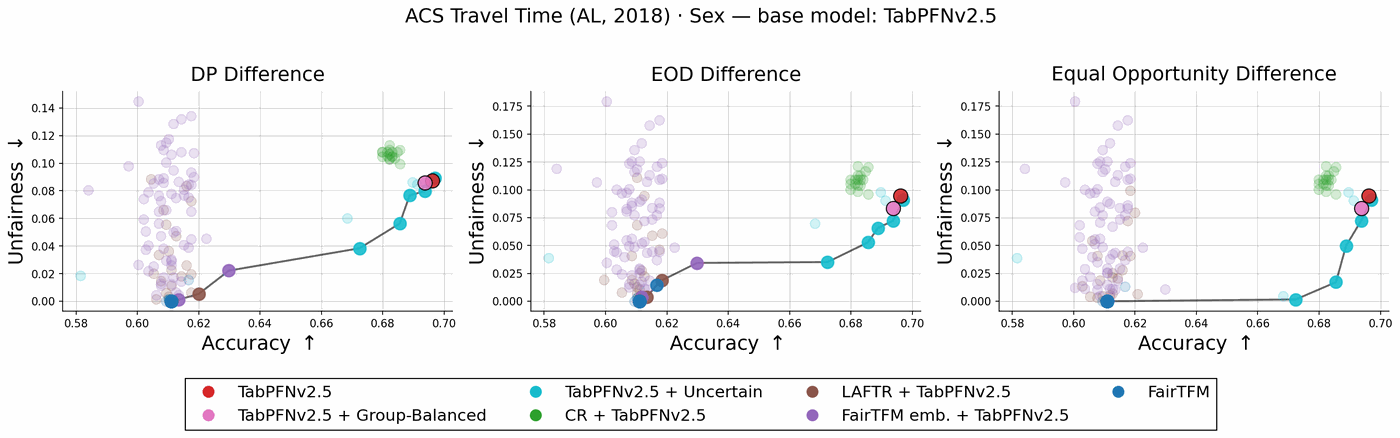 ACS Travel Time (AL, 2018) · Sex — base model: TabPFNv2.5
DP Difference
Unfairness ↓
0.14
0.12
0.10
0.08
0.06
0.04
0.02
0.00
0.58 0.60 0.62 0.64 0.66 0.68 0.70
Accuracy ↑
EOD Difference
Unfairness ↓
0.175
0.150
0.125
0.100
0.075
0.050
0.025
0.000
0.58 0.60 0.62 0.64 0.66 0.68 0.70
Accuracy ↑
Equal Opportunity Difference
Unfairness ↓
0.175
0.150
0.125
0.100
0.075
0.050
0.025
0.000
0.58 0.60 0.62 0.64 0.66 0.68 0.70
Accuracy ↑
TabPFNv2.5
TabPFNv2.5 + Group-Balanced
TabPFNv2.5 + Uncertain
CR + TabPFNv2.5
LAFTR + TabPFNv2.5
FairTFM emb. + TabPFNv2.5
FairTFM